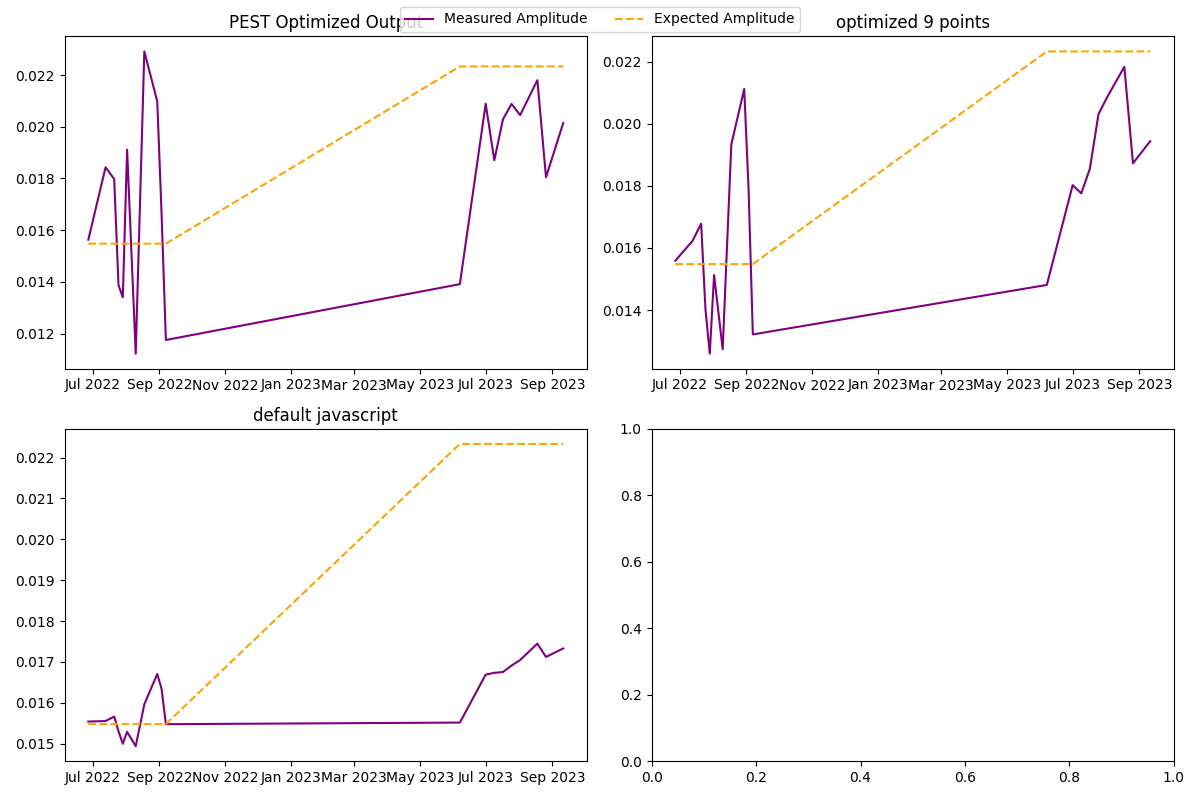 PEST Optimized Output
Measured Amplitude
Expected Amplitude
optimized 9 points
0.022
0.020
0.018
0.016
0.014
0.012
Jul 2022
Sep 2022
Nov 2022
Jan 2023
Mar 2023
May 2023
Jul 2023
Sep 2023
0.022
0.020
0.018
0.016
0.014
Jul 2022
Sep 2022
Nov 2022
Jan 2023
Mar 2023
May 2023
Jul 2023
Sep 2023
default javascript
0.022
0.021
0.020
0.019
0.018
0.017
0.016
0.015
Jul 2022
Sep 2022
Nov 2022
Jan 2023
Mar 2023
May 2023
Jul 2023
Sep 2023
1.0
0.8
0.6
0.4
0.2
0.0
0.0
0.2
0.4
0.6
0.8
1.0